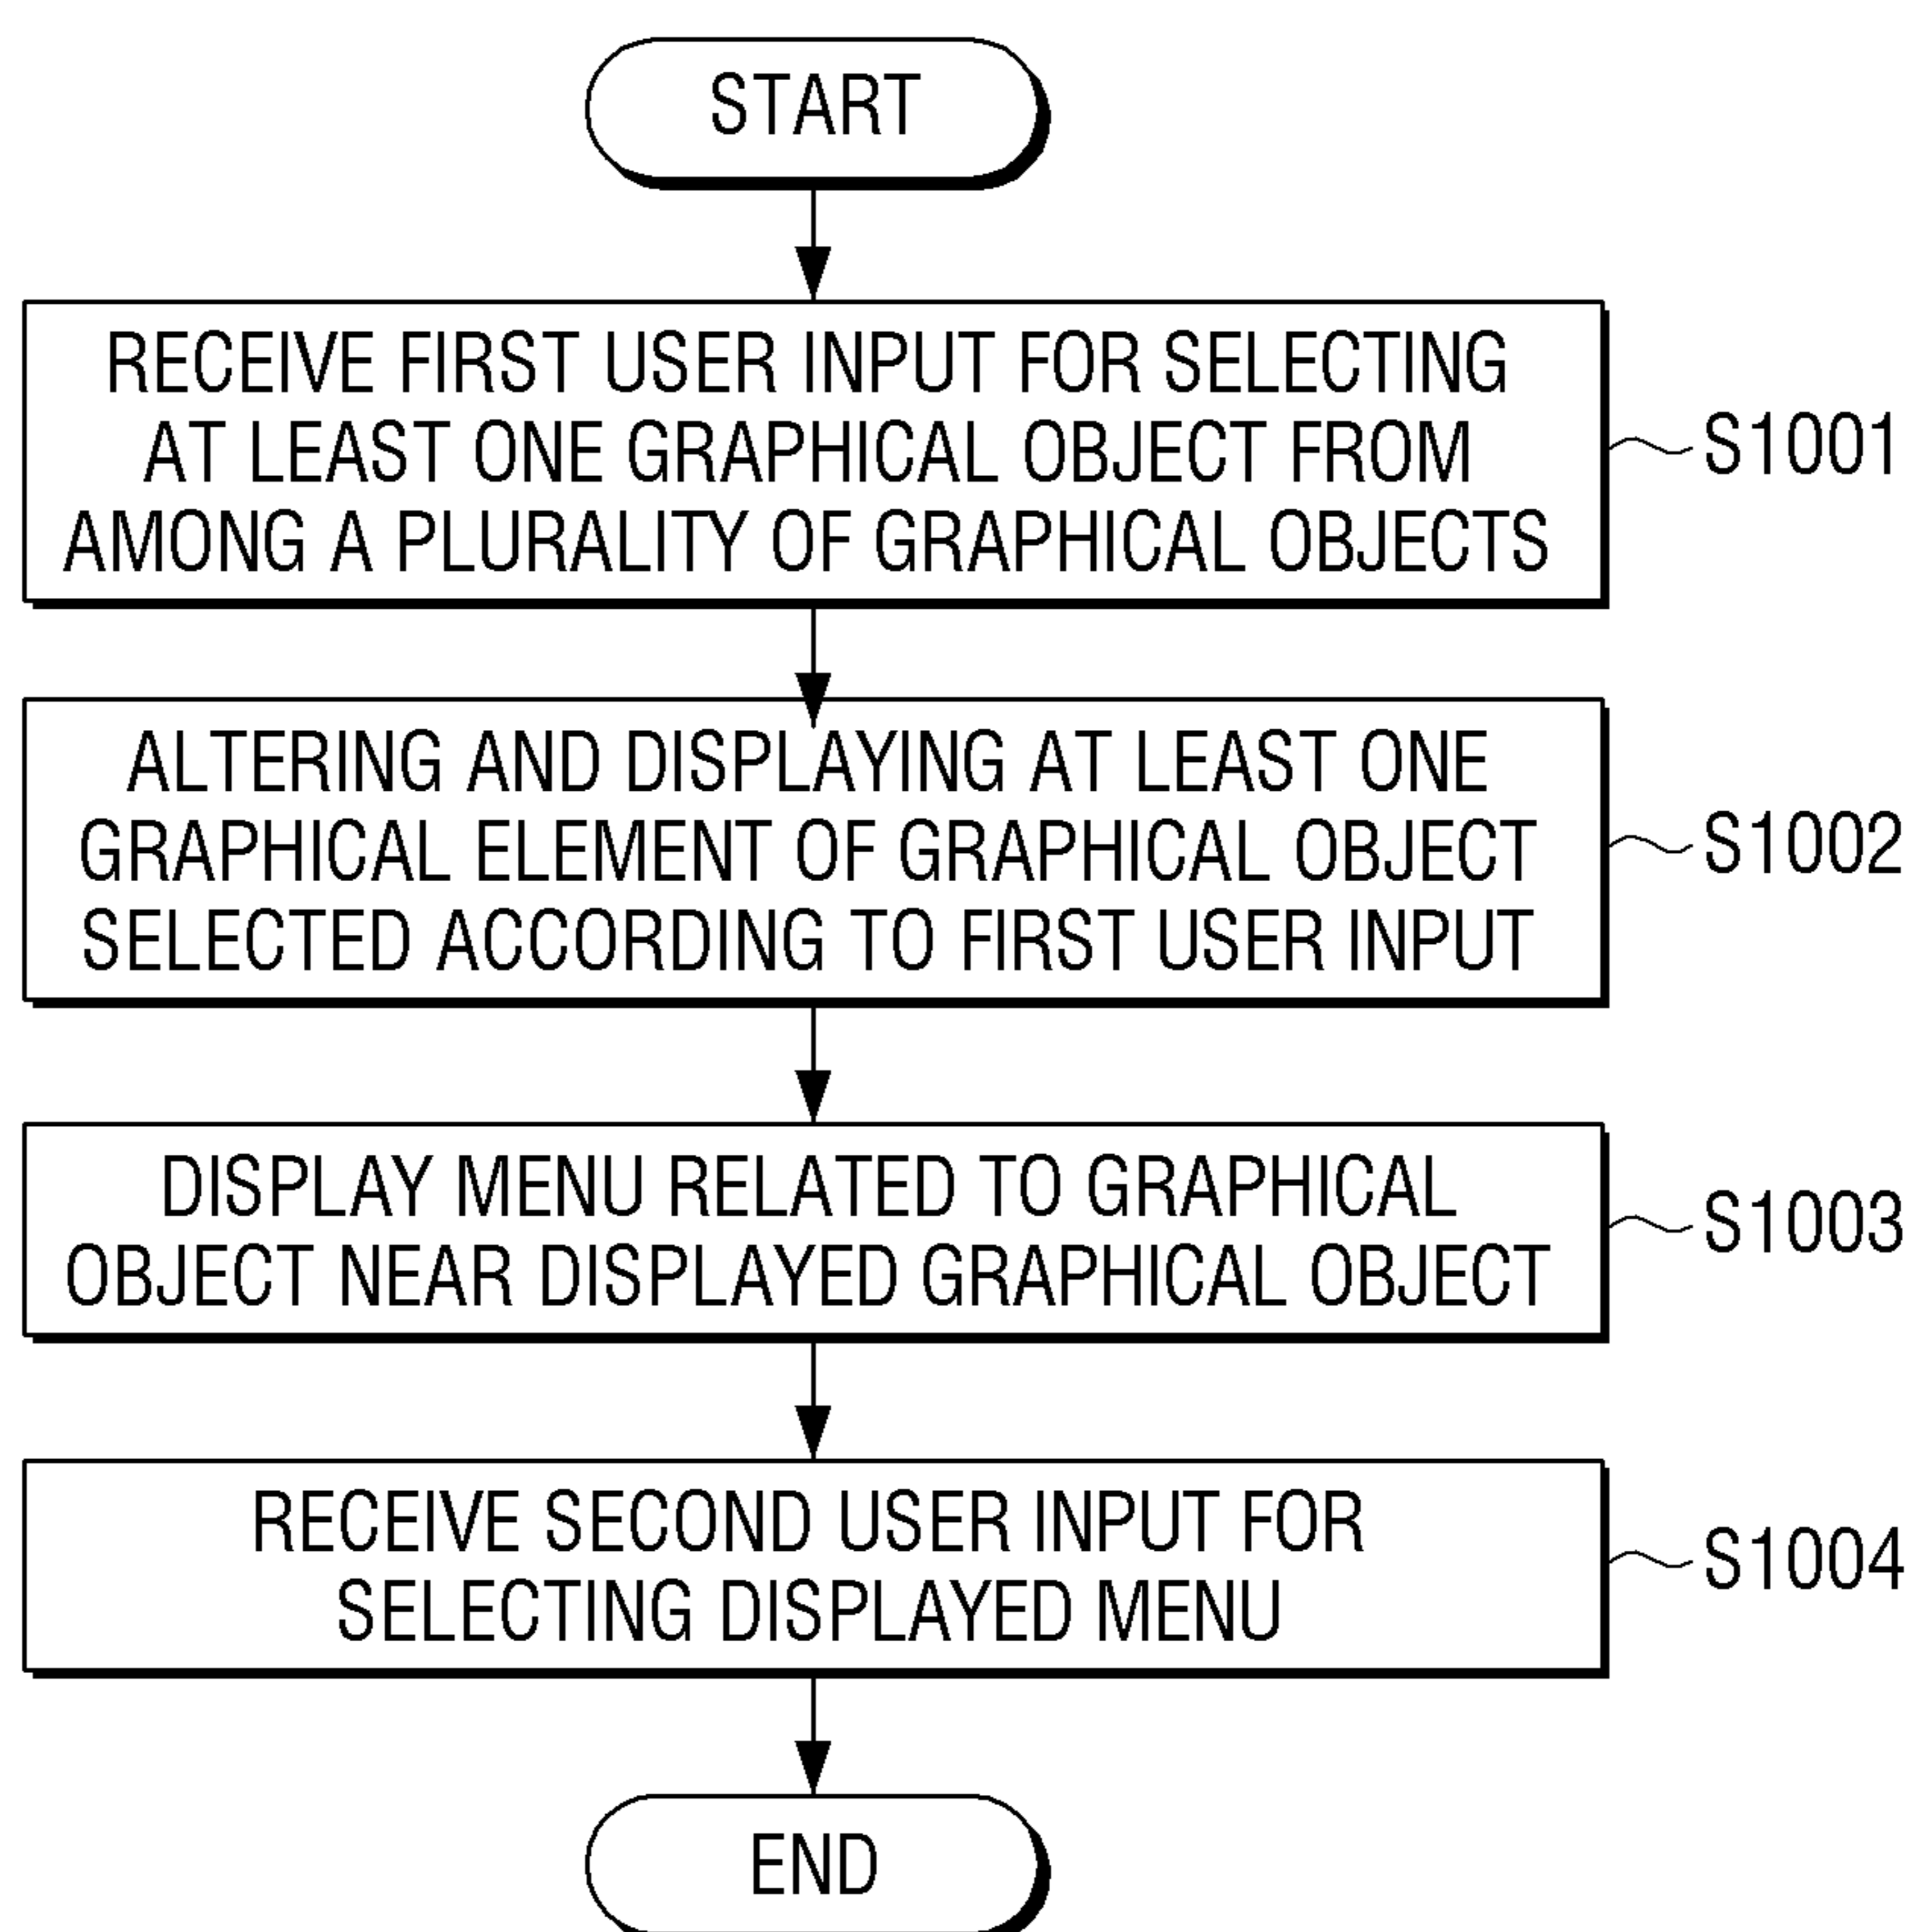 START
RECEIVE FIRST USER INPUT FOR SELECTING
AT LEAST ONE GRAPHICAL OBJECT FROM
AMONG A PLURALITY OF GRAPHICAL OBJECTS
S1001
ALTERING AND DISPLAYING AT LEAST ONE
GRAPHICAL ELEMENT OF GRAPHICAL OBJECT
SELECTED ACCORDING TO FIRST USER INPUT
S1002
DISPLAY MENU RELATED TO GRAPHICAL
OBJECT NEAR DISPLAYED GRAPHICAL OBJECT
S1003
RECEIVE SECOND USER INPUT FOR
SELECTING DISPLAYED MENU
S1004
END